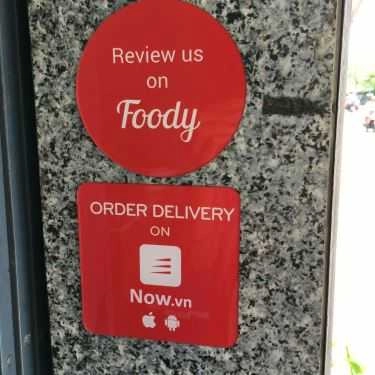 Review us
on
Foody
ORDER DELIVERY
ON
Now.vn